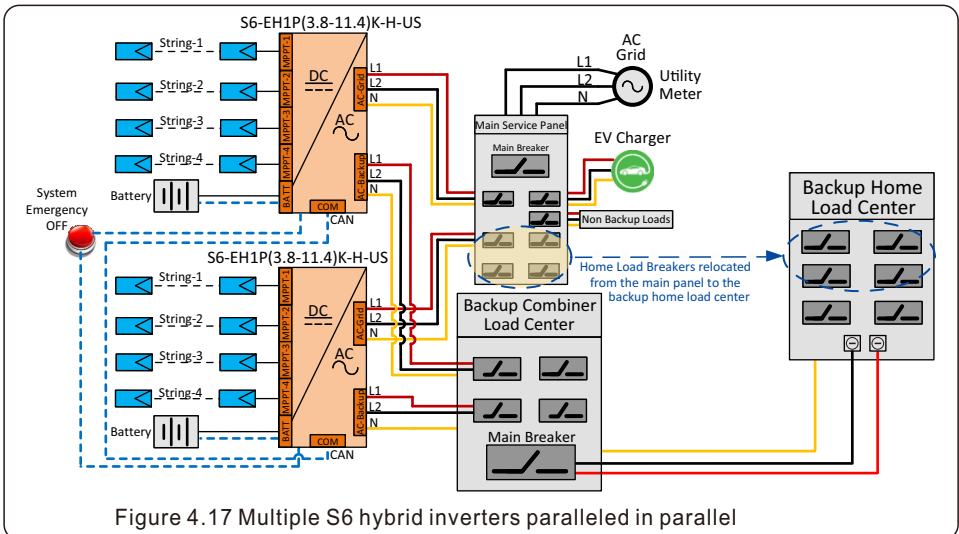 S6-EH1P(3.8-11.4)K-H-US
String-1
String-2
String-3
String-4
Battery
MPPT-1
MPPT-2
MPPT-3
MPPT-4
BATT
DC
AC
AC-Grid
AC-Backup
COM
CAN
L1
L2
N
L1
L2
N
System
Emergency
OFF
S6-EH1P(3.8-11.4)K-H-US
String-1
String-2
String-3
String-4
Battery
MPPT-1
MPPT-2
MPPT-3
MPPT-4
BATT
DC
AC
AC-Grid
AC-Backup
COM
CAN
L1
L2
N
L1
L2
N
AC
Grid
L1
L2
N
Utility
Meter
Main Service Panel
Main Breaker
EV Charger
Non Backup Loads
Home Load Breakers relocated
from the main panel to the
backup home load center
Backup Combiner
Load Center
Main Breaker
Backup Home
Load Center
Figure 4.17 Multiple S6 hybrid inverters paralleled in parallel